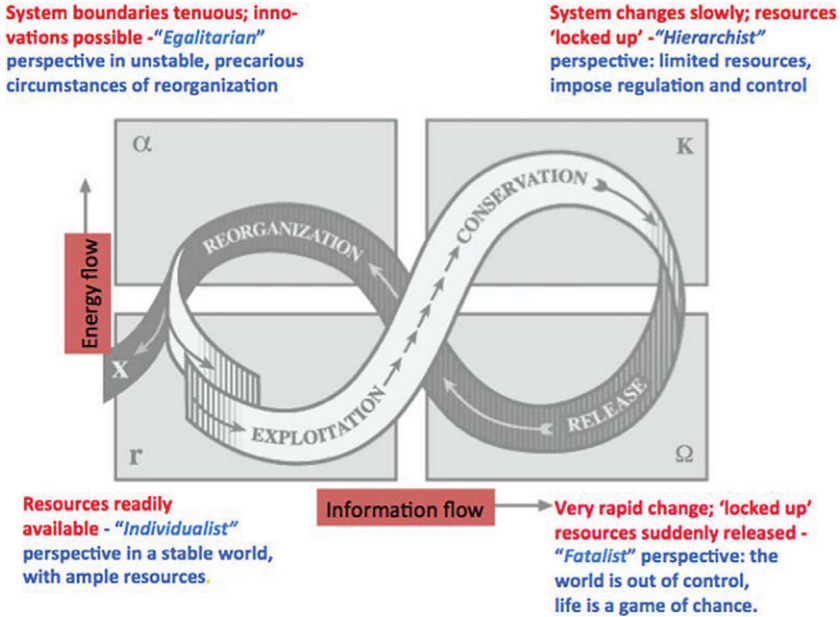 System boundaries tenuous; inno-
vations possible -“Egalitarian”
perspective in unstable, precarious
circumstances of reorganization
System changes slowly; resources
‘locked up’ -“Hierarchist”
perspective: limited resources,
impose regulation and control
α
K
REORGANIZATION
CONSERVATION
Energy flow
X
EXPLOITATION
RELEASE
r
Ω
Information flow
Resources readily
available - “Individualist”
perspective in a stable world,
with ample resources.
Very rapid change; ‘locked up’
resources suddenly released -
“Fatalist” perspective: the
world is out of control,
life is a game of chance.